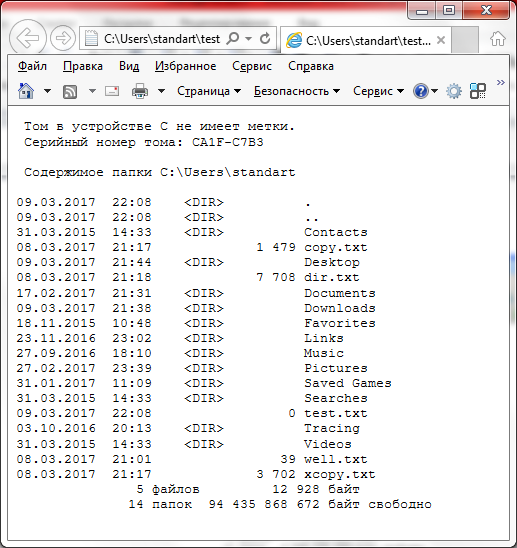 C:\Users\standart\test
C:\Users\standart\test...
Файл Правка Вид Избранное Сервис Справка
Страница Безопасность Сервис
Том в устройстве C не имеет метки.
Серийный номер тома: CA1F-C7B3
Содержимое папки C:\Users\standart
09.03.2017 22:08 <DIR> .
09.03.2017 22:08 <DIR> ..
31.03.2015 14:33 <DIR> Contacts
08.03.2017 21:17 1 479 copy.txt
09.03.2017 21:44 <DIR> Desktop
08.03.2017 21:18 7 708 dir.txt
17.02.2017 21:31 <DIR> Documents
09.03.2017 21:38 <DIR> Downloads
18.11.2015 10:48 <DIR> Favorites
23.11.2016 23:02 <DIR> Links
27.09.2016 18:10 <DIR> Music
27.02.2017 23:39 <DIR> Pictures
31.01.2017 11:09 <DIR> Saved Games
31.03.2015 14:33 <DIR> Searches
09.03.2017 22:08 0 test.txt
03.10.2016 20:13 <DIR> Tracing
31.03.2015 14:33 <DIR> Videos
08.03.2017 21:01 39 well.txt
08.03.2017 21:17 3 702 xcopy.txt
5 файлов 12 928 байт
14 папок 94 435 868 672 байт свободно